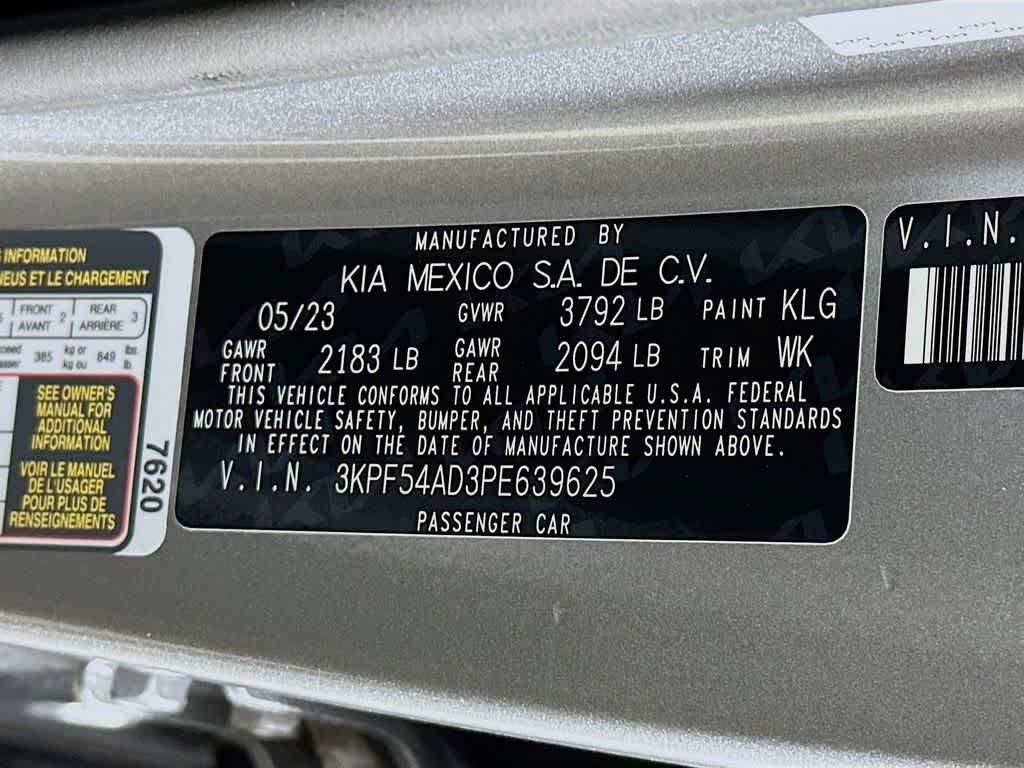 S INFORMATION
NEUS ET LE CHARGEMENT
FRONT 2 REAR 3
AVANT ARRIÈRE
385 kg or 849 lbs.
kg ou lb.
SEE OWNER'S
MANUAL FOR
ADDITIONAL
INFORMATION
VOIR LE MANUEL
DE L'USAGER
POUR PLUS DE
RENSEIGNEMENTS
7620
MANUFACTURED BY
KIA MEXICO S.A. DE C.V.
05/23 GVWR 3792 LB PAINT KLG
GAWR FRONT 2183 LB GAWR REAR 2094 LB TRIM WK
THIS VEHICLE CONFORMS TO ALL APPLICABLE U.S.A. FEDERAL
MOTOR VEHICLE SAFETY, BUMPER, AND THEFT PREVENTION STANDARDS
IN EFFECT ON THE DATE OF MANUFACTURE SHOWN ABOVE.
V.I.N. 3KPF54AD3PE639625
PASSENGER CAR
V.I.N.